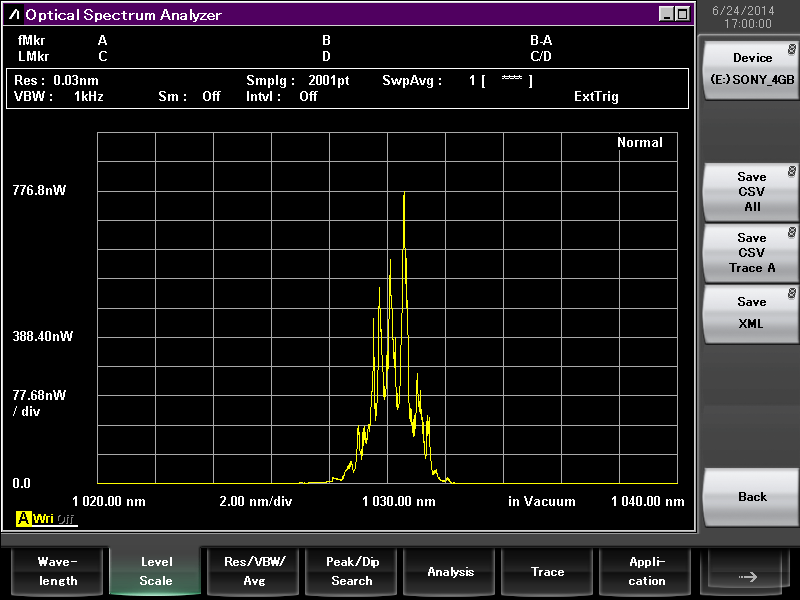 Optical Spectrum Analyzer
6/24/2014
17:00:00
fMkr A B B-A
LMkr C D C/D
Res : 0.03nm Smplg : 2001pt SwpAvg : 1 [ **** ]
VBW : 1kHz Sm : Off Intvl : Off ExtTrig
Normal
776.8nW
388.40nW
77.68nW
/ div
0.0
1 020.00 nm 2.00 nm/div 1 030.00 nm in Vacuum 1 040.00 nm
A Wri Off
Device
(E:)SONY_4GB
Save
CSV
All
Save
CSV
Trace A
Save
XML
Back
Wave-
length
Level
Scale
Res/VBW/
Avg
Peak/Dip
Search
Analysis
Trace
Appli-
cation
→